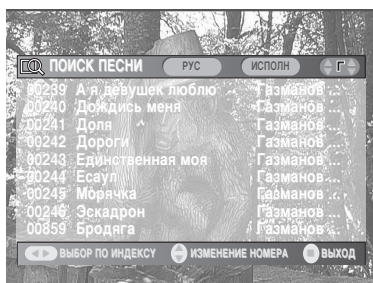 ПОИСК ПЕСНИ РУС ИСПОЛН Г
00239 А я девушек люблю Газманов ...
00240 Дождись меня Газманов ...
00241 Доля Газманов ...
00242 Дороги Газманов ...
00243 Единственная моя Газманов ...
00244 Есаул Газманов ...
00245 Морячка Газманов ...
00246 Эскадрон Газманов ...
00859 Бродяга Газманов ...
ВЫБОР ПО ИНДЕКСУ ИЗМЕНЕНИЕ НОМЕРА ВЫХОД